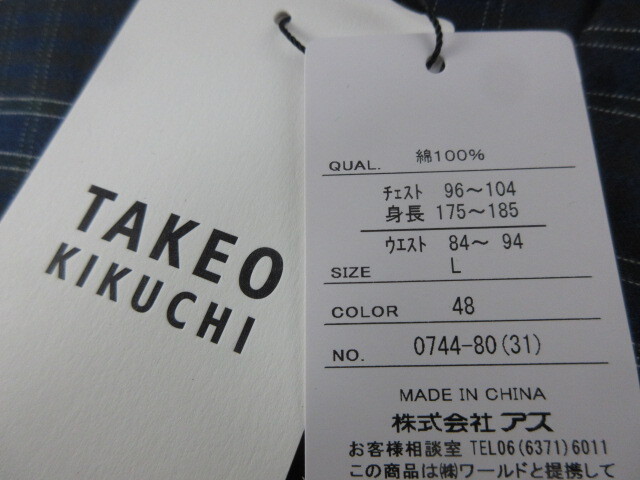 TAKEO
KIKUCHI
QUAL. 綿100%
チェスト 96〜104
身長 175〜185
ウエスト 84〜 94
SIZE L
COLOR 48
NO. 0744-80(31)
MADE IN CHINA
株式会社 アズ
お客様相談室 TEL06(6371)6011
この商品は㈱ワールドと提携して